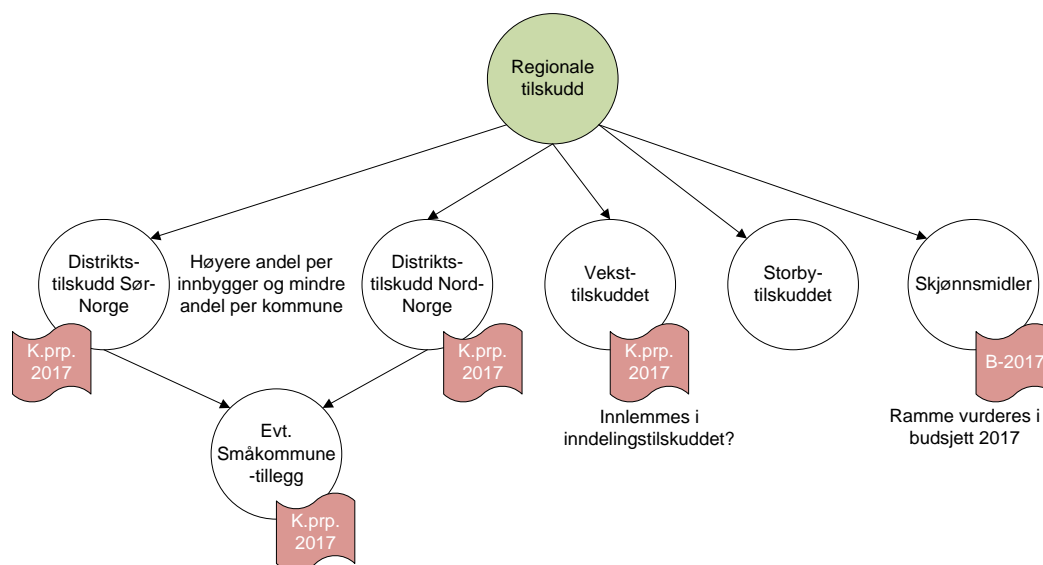 Regionale
tilskudd
Distrikts-
tilskudd Sør-
Norge
Høyere andel per
innbygger og mindre
andel per kommune
Distrikts-
tilskudd Nord-
Norge
Vekst-
tilskuddet
Storby-
tilskuddet
Skjønnsmidler
K.prp.
2017
K.prp.
2017
K.prp.
2017
B-2017
Innlemmes i
inndelingstilskuddet?
Ramme vurderes i
budsjett 2017
Evt.
Småkommune
-tillegg
K.prp.
2017